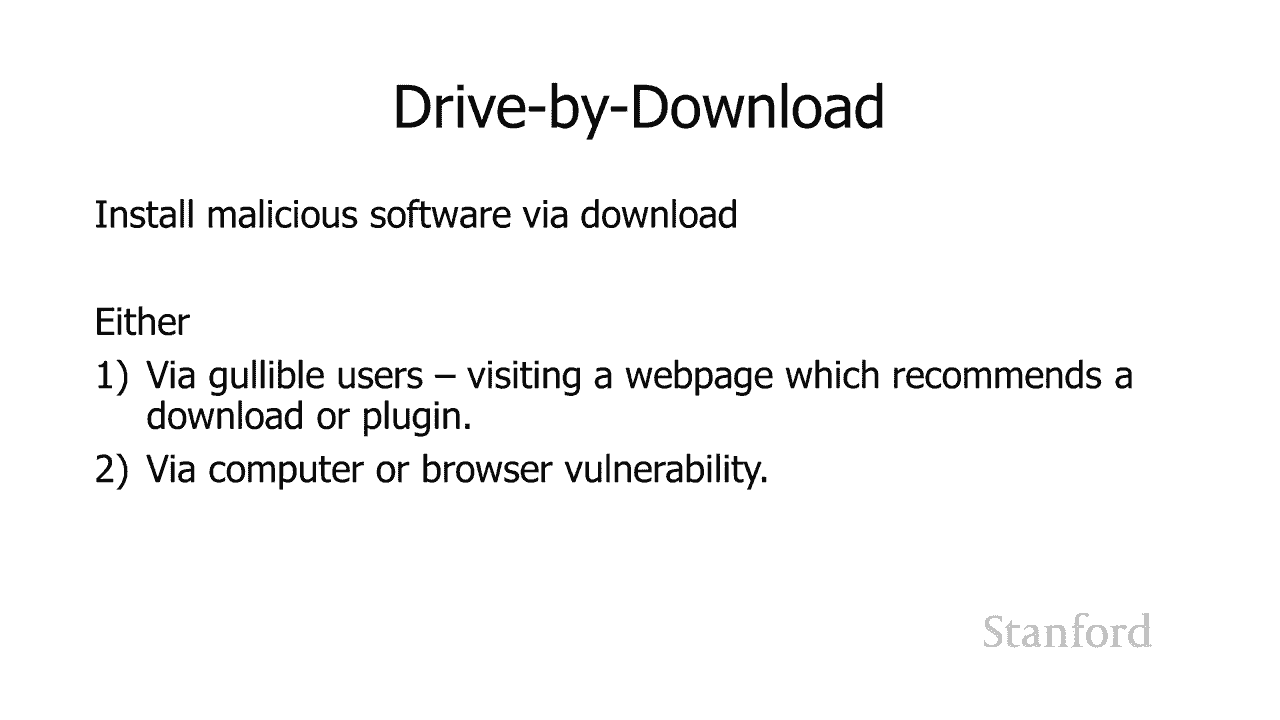 Drive-by-Download
Install malicious software via download
Either
1) Via gullible users – visiting a webpage which recommends a
download or plugin.
2) Via computer or browser vulnerability.
Stanford